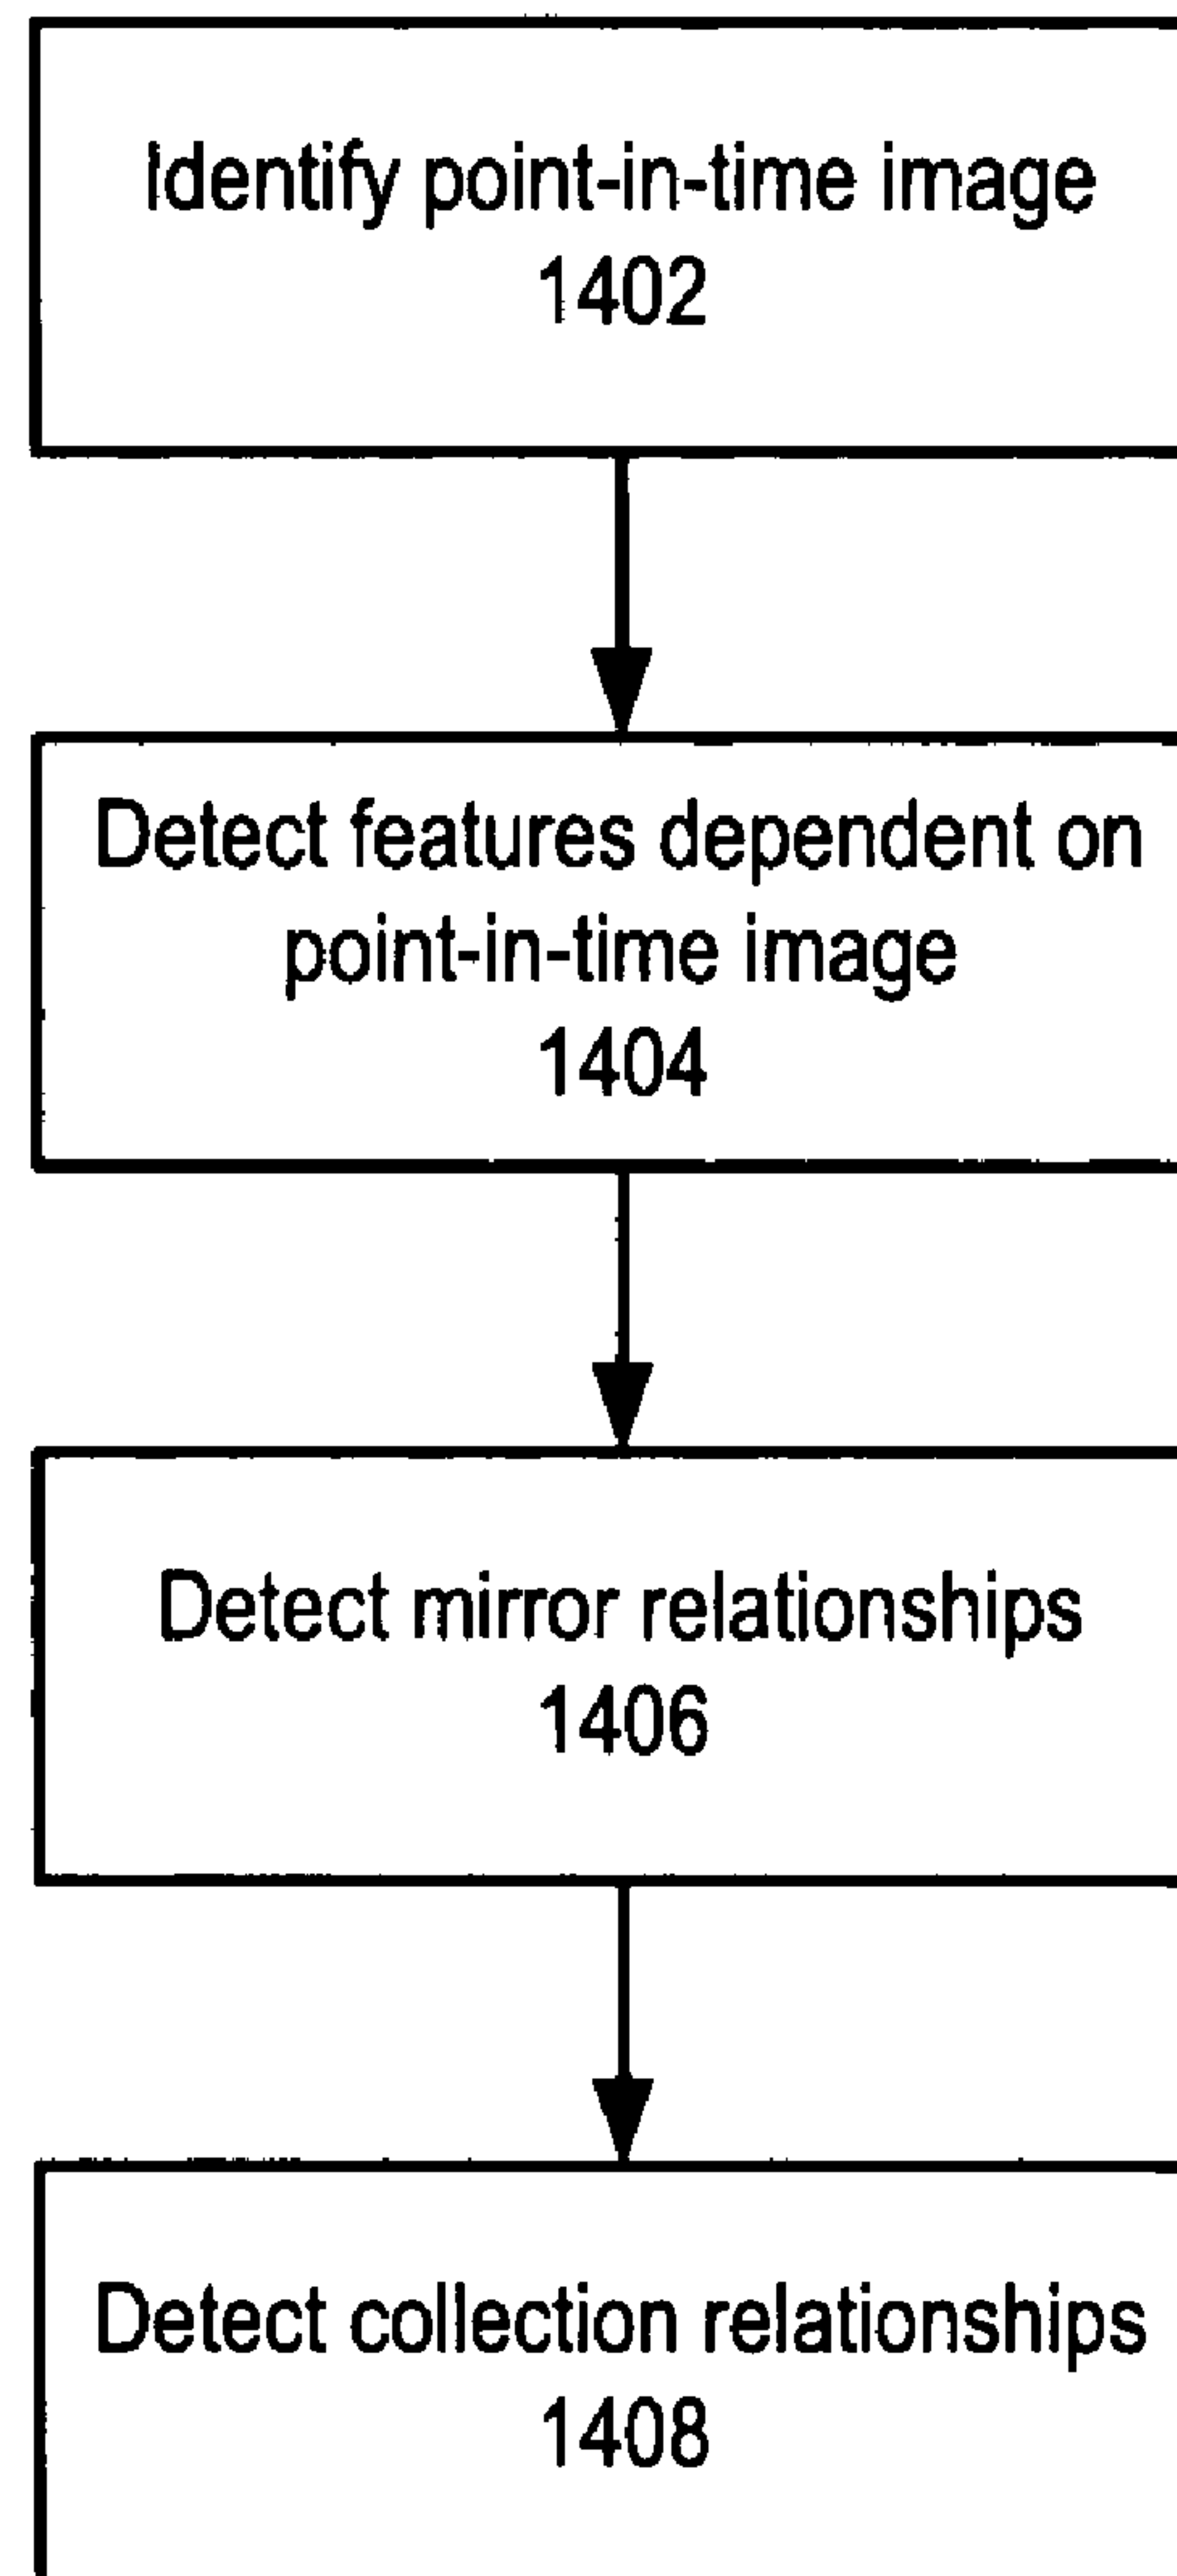 Identify point-in-time image
1402
Detect features dependent on
point-in-time image
1404
Detect mirror relationships
1406
Detect collection relationships
1408